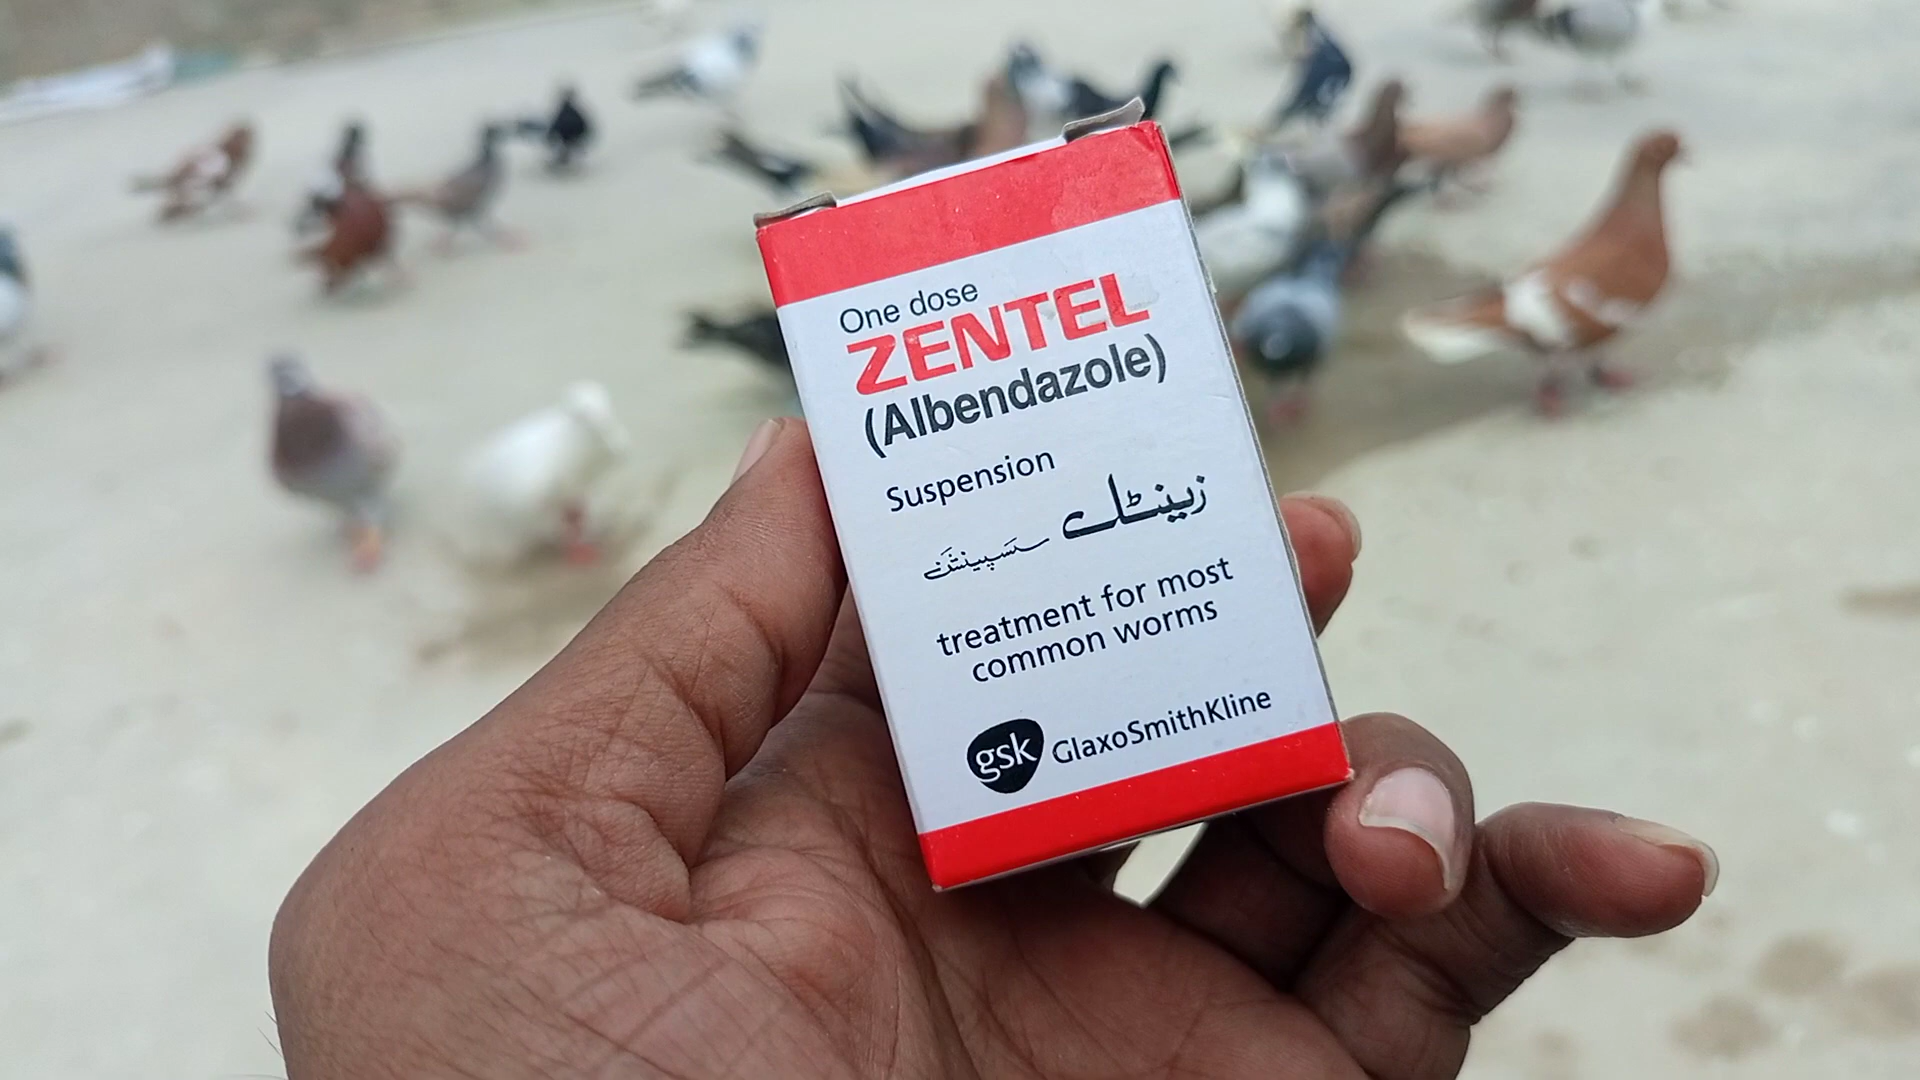 One dose
ZENTEL
(Albendazole)
Suspension
زینٹل سسپینشن
treatment for most
common worms
gsk GlaxoSmithKline